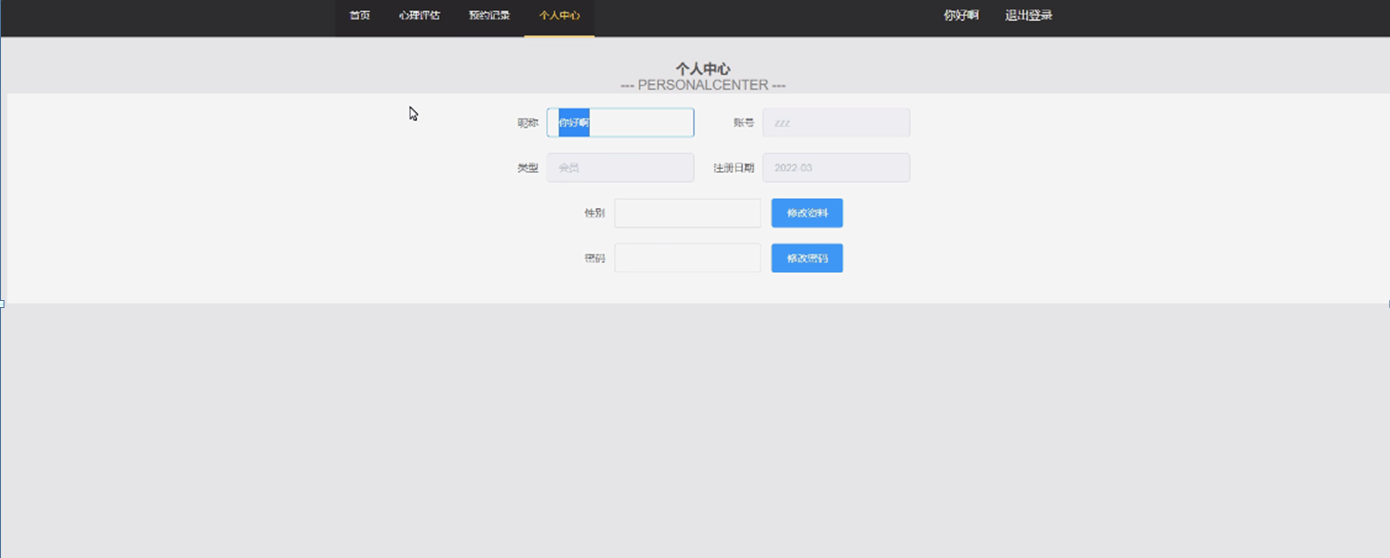 首页 心理评估 预约记录 个人中心 你好啊 退出登录
个人中心
--- PERSONALCENTER ---
昵称 你好啊 账号 zzz
类型 会员 注册日期 2022-03
性别 修改资料
密码 修改密码